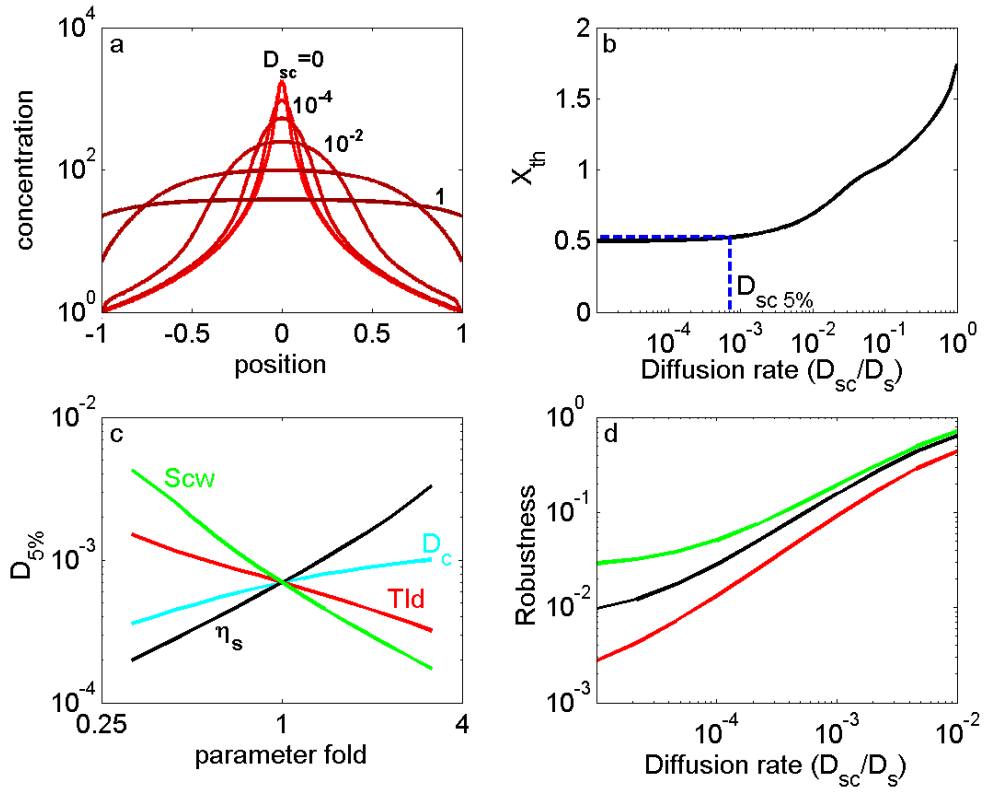 a
10^4
10^2
10^0
concentration
D_sc=0
10^-4
10^-2
1
-1 -0.5 0 0.5 1
position
b
2
1.5
1
0.5
0
X_th
D_sc 5%
10^-4 10^-3 10^-2 10^-1 10^0
Diffusion rate (D_sc/D_s)
c
10^-2
10^-3
10^-4
D_5%
Scw
D_c
Tld
η_s
0.25 1 4
parameter fold
d
10^0
10^-1
10^-2
10^-3
Robustness
10^-4 10^-3 10^-2
Diffusion rate (D_sc/D_s)